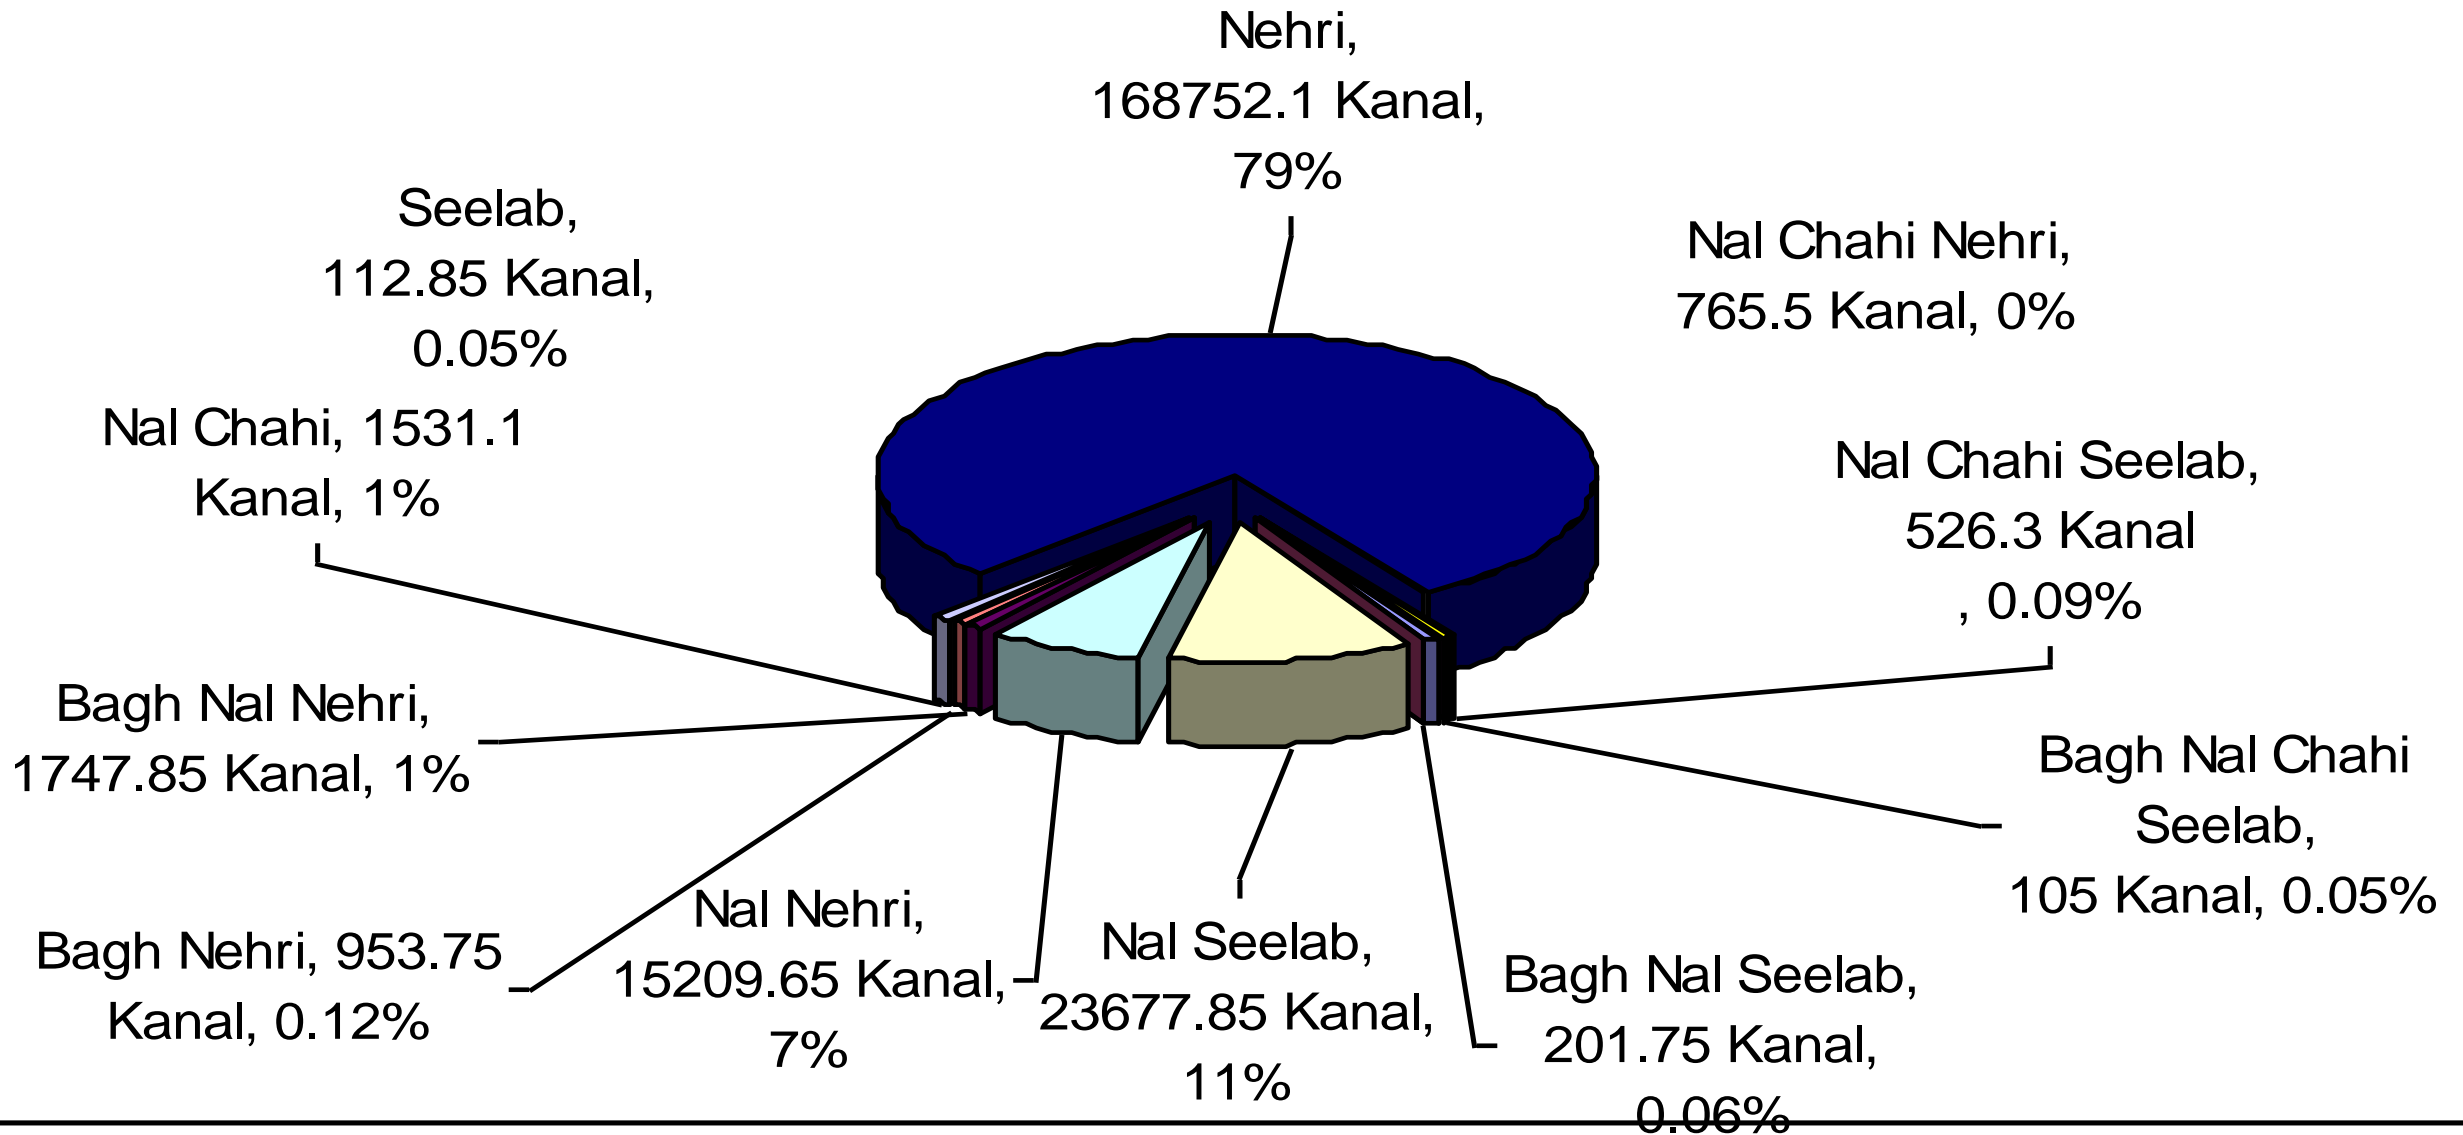 Nehri,
168752.1 Kanal,
79%
Seelab,
112.85 Kanal,
0.05%
Nal Chahi Nehri,
765.5 Kanal, 0%
Nal Chahi, 1531.1
Kanal, 1%
Nal Chahi Seelab,
526.3 Kanal
, 0.09%
Bagh Nal Nehri,
1747.85 Kanal, 1%
Bagh Nal Chahi
Seelab,
105 Kanal, 0.05%
Bagh Nehri, 953.75
Kanal, 0.12%
Nal Nehri,
15209.65 Kanal,
7%
Nal Seelab,
23677.85 Kanal,
11%
Bagh Nal Seelab,
201.75 Kanal,
0.06%